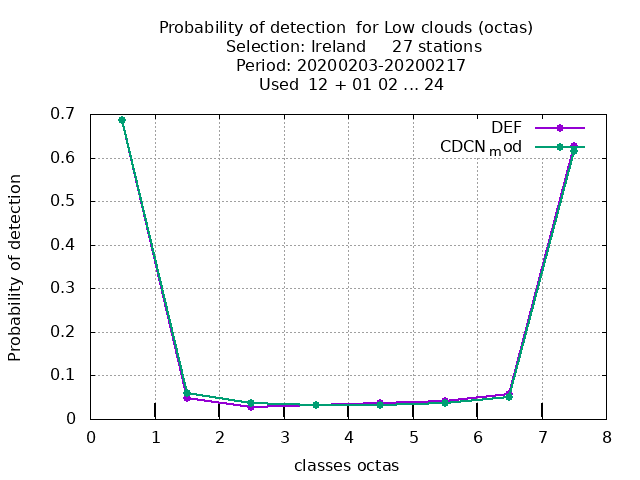 Probability of detection  for Low clouds (octas)
Selection: Ireland     27 stations
Period: 20200203-20200217
Used  12 + 01 02 ... 24
DEF
CDCN_mod
Probability of detection
0.7
0.6
0.5
0.4
0.3
0.2
0.1
0
0 1 2 3 4 5 6 7 8
classes octas